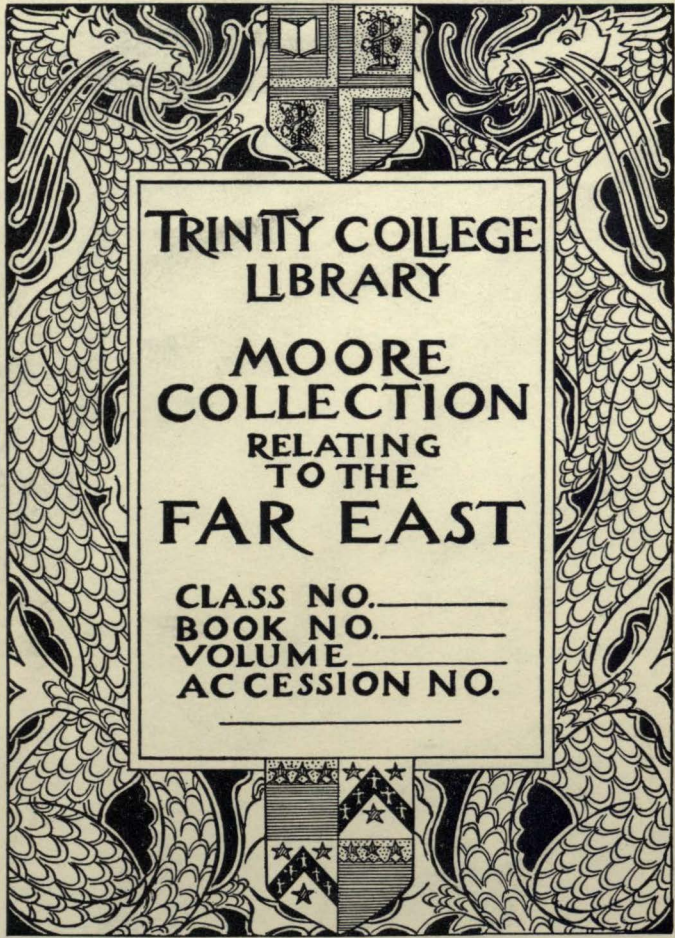 TRINITY COLLEGE
LIBRARY
MOORE
COLLECTION
RELATING
TO THE
FAR EAST
CLASS NO.
BOOK NO.
VOLUME
ACCESSION NO.